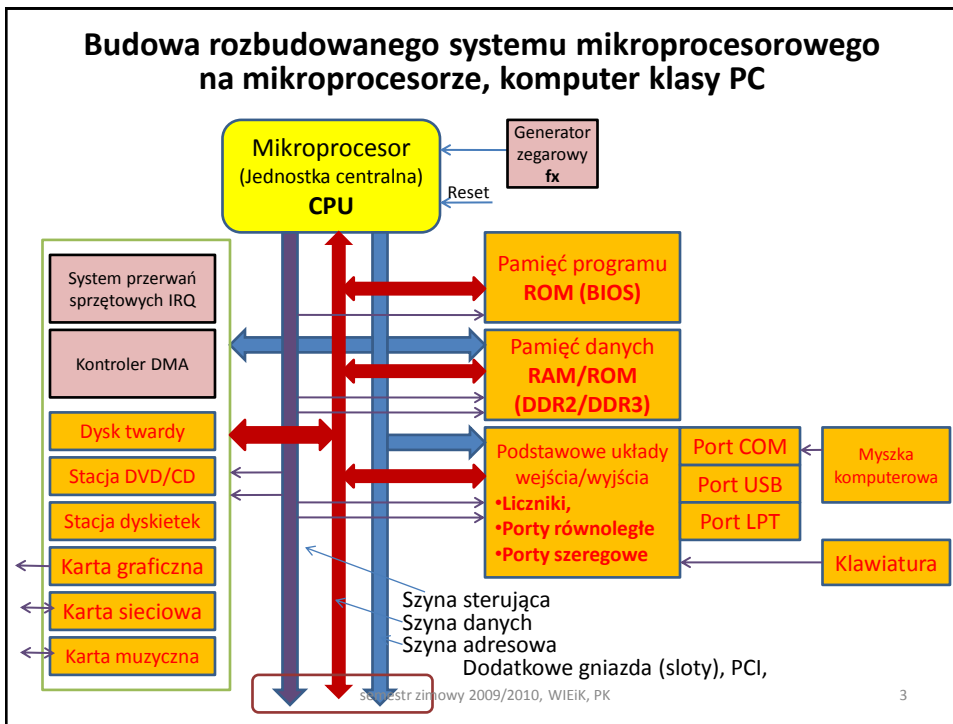 Budowa rozbudowanego systemu mikroprocesorowego
na mikroprocesorze, komputer klasy PC
Mikroprocesor
(Jednostka centralna)
CPU
Generator
zegarowy
fx
Reset
System przerwań
sprzętowych IRQ
Kontroler DMA
Dysk twardy
Stacja DVD/CD
Stacja dyskietek
Karta graficzna
Karta sieciowa
Karta muzyczna
Pamięć programu
ROM (BIOS)
Pamięć danych
RAM/ROM
(DDR2/DDR3)
Podstawowe układy
wejścia/wyjścia
•Liczniki,
•Porty równoległe
•Porty szeregowe
Port COM
Port USB
Port LPT
Myszka
komputerowa
Klawiatura
Szyna sterująca
Szyna danych
Szyna adresowa
Dodatkowe gniazda (sloty), PCI,
semestr zimowy 2009/2010, WIEiK, PK
3